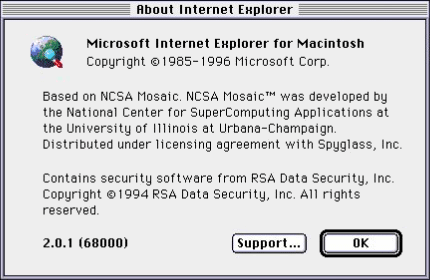 About Internet Explorer
Microsoft Internet Explorer for Macintosh
Copyright ©1985-1996 Microsoft Corp.
Based on NCSA Mosaic. NCSA Mosaic™ was developed by
the National Center for SuperComputing Applications at
the University of Illinois at Urbana-Champaign.
Distributed under licensing agreement with Spyglass, Inc.
Contains security software from RSA Data Security, Inc.
Copyright ©1994 RSA Data Security, Inc. All rights
reserved.
2.0.1 (68000)
Support...
OK